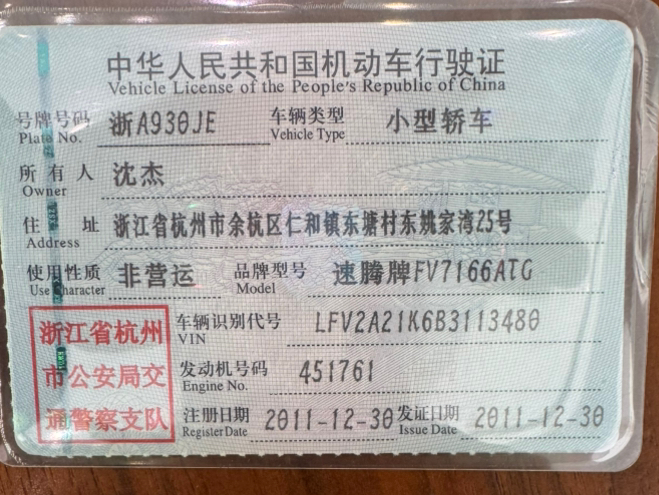 中华人民共和国机动车行驶证
Vehicle License of the People's Republic of China
号牌号码 浙A930JE 车辆类型 小型轿车
Plate No. Vehicle Type
所有人 沈杰
Owner
住址 浙江省杭州市余杭区仁和镇东塘村东姚家湾25号
Address
使用性质 非营运 品牌型号 速腾牌FV7166ATG
Use Character Model
浙江省杭州
市公安局交
通警察支队
车辆识别代号 LFV2A21K6B3113480
VIN
发动机号码 451761
Engine No.
注册日期 2011-12-30 发证日期 2011-12-30
Register Date Issue Date